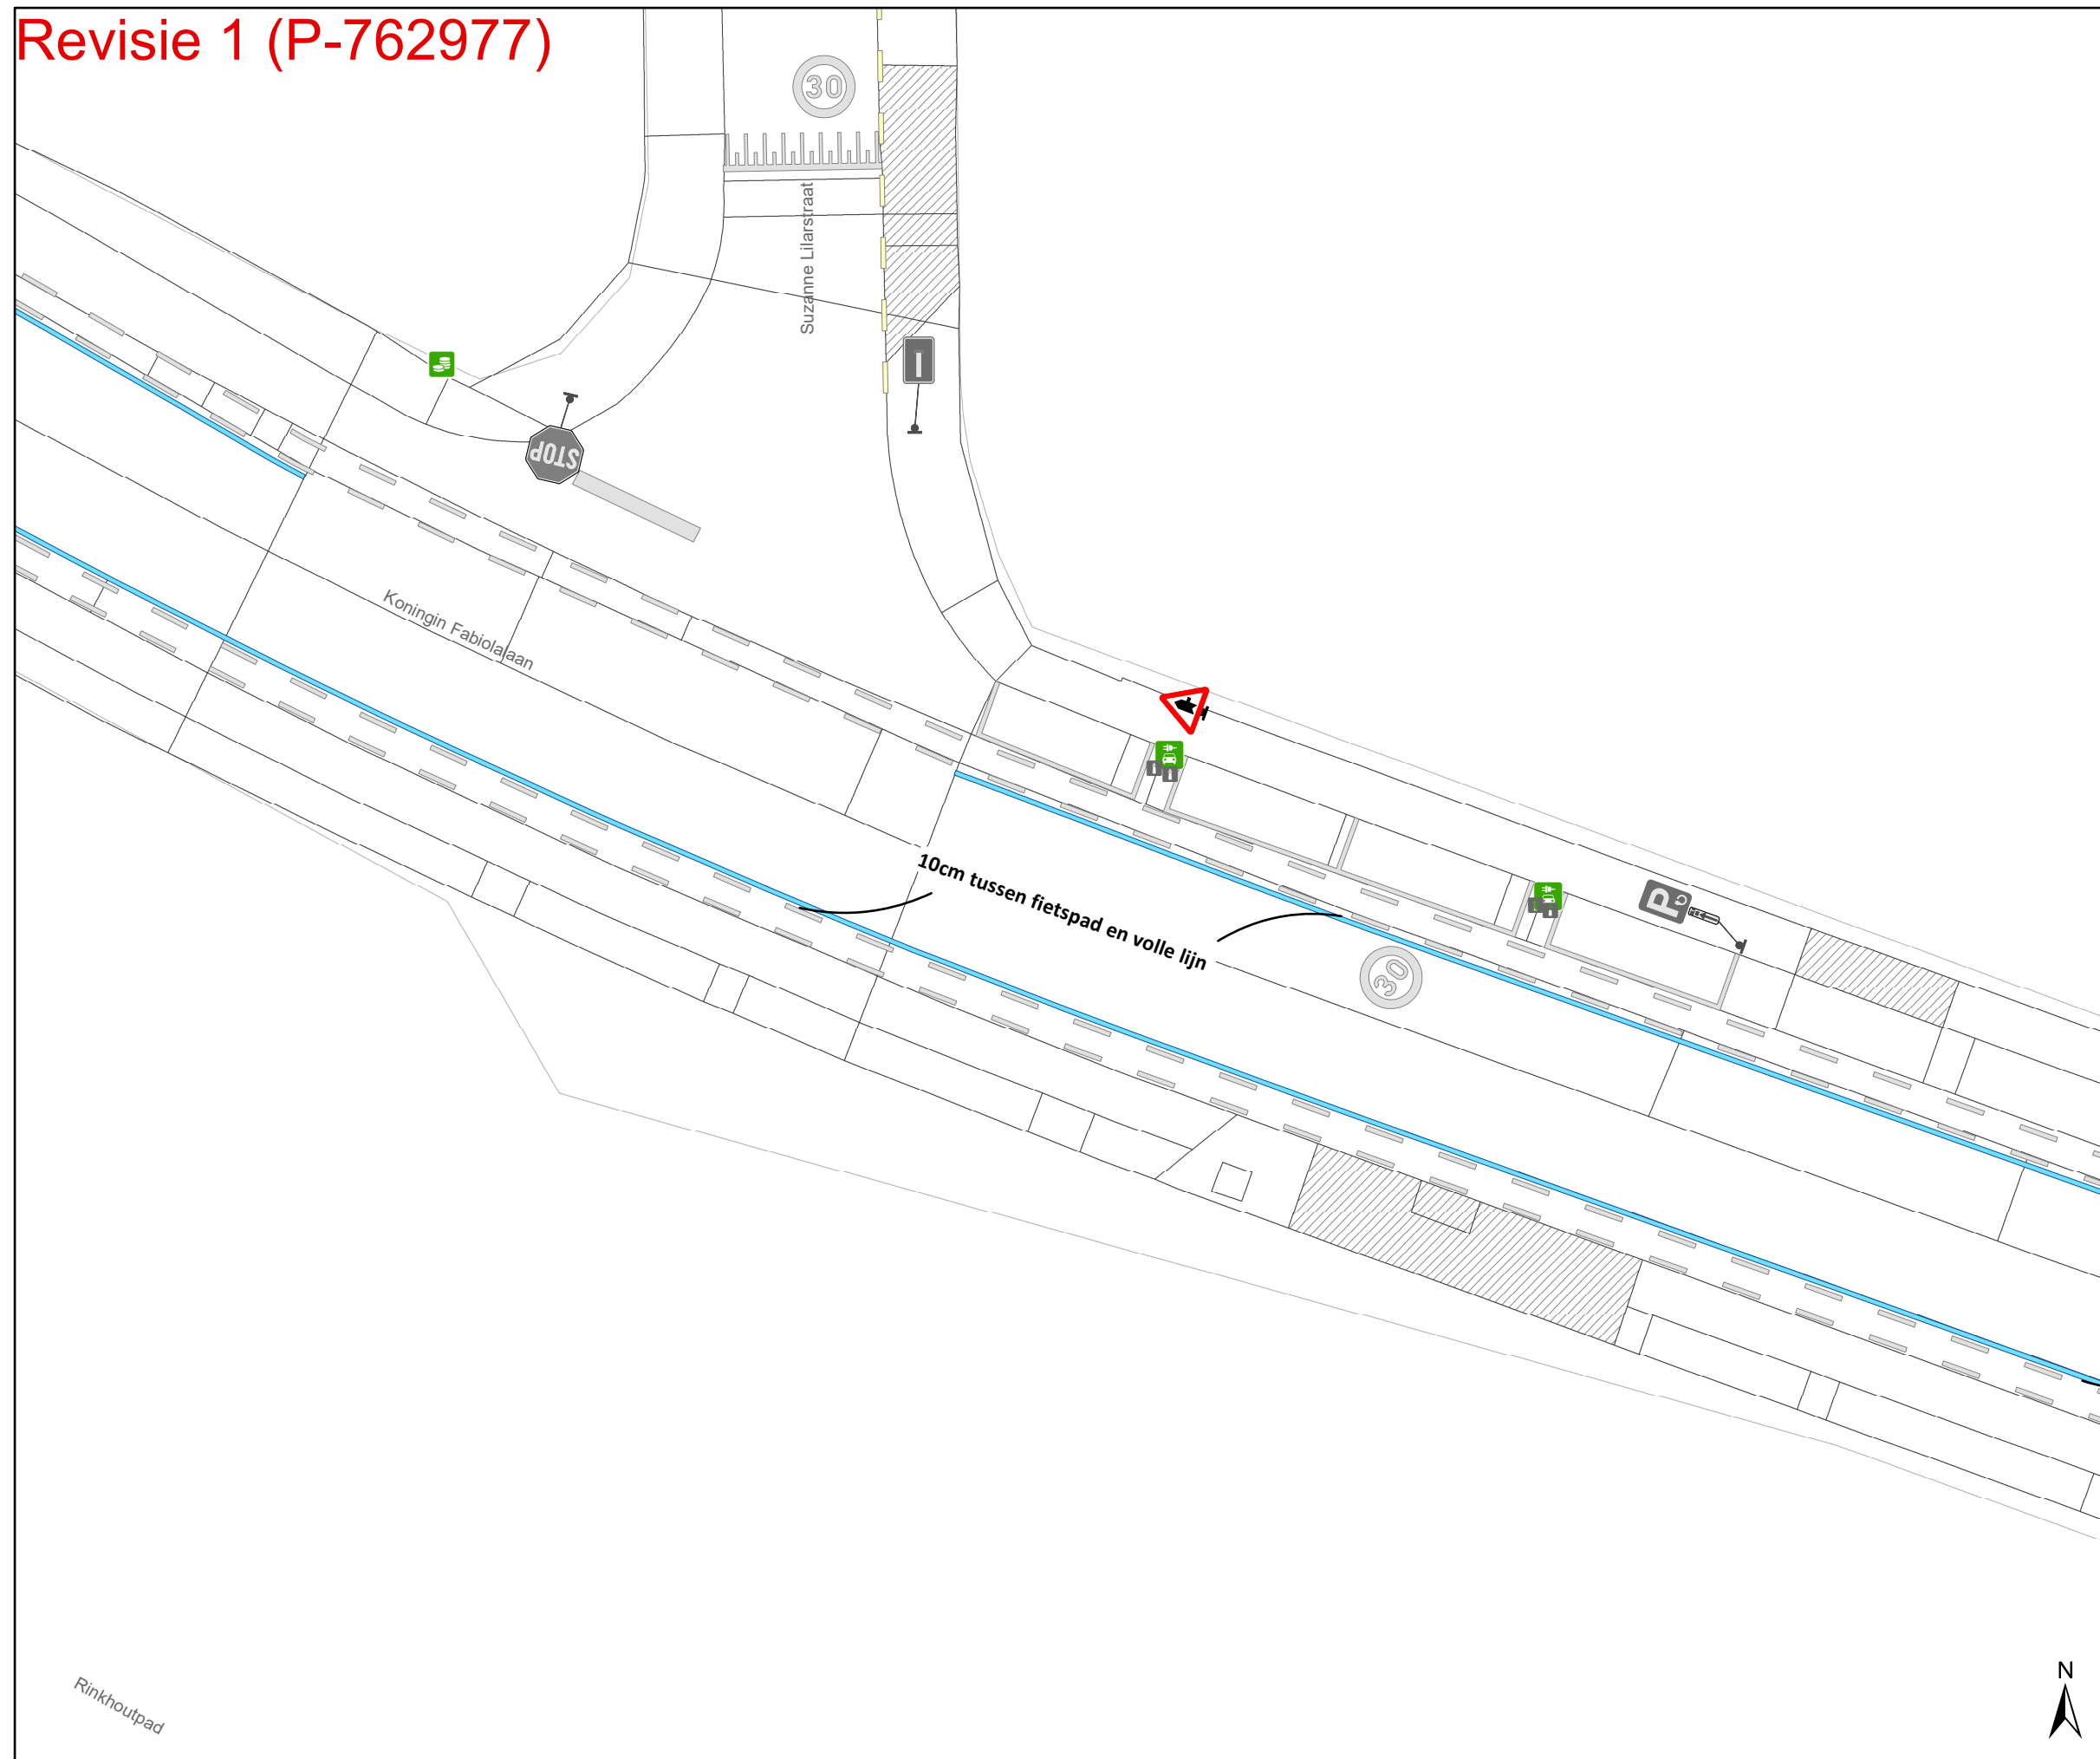 Revisie 1 (P-762977)
30
Suzanne Lilarstraat
STOP
Koningin Fabiolalaan
10cm tussen fietspad en volle lijn
P
30
Rinkhoutpad
N